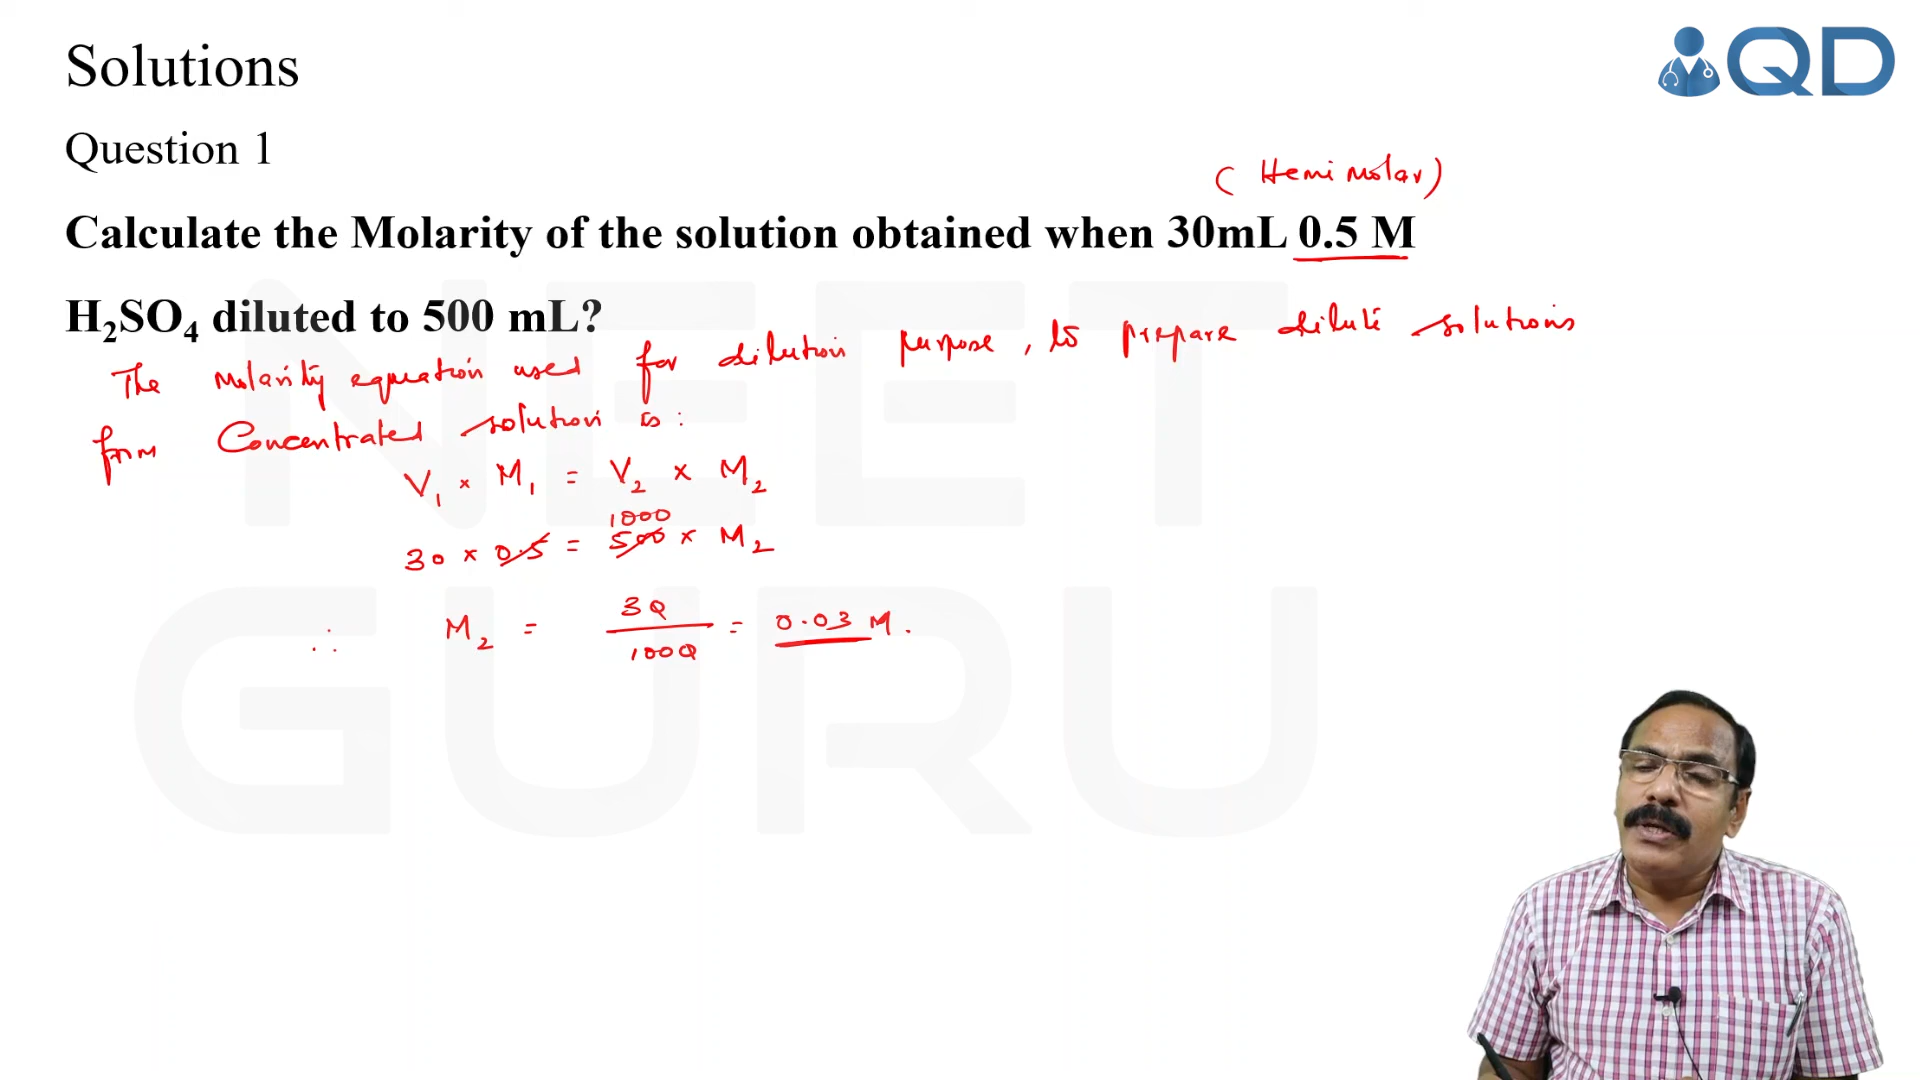 Solutions
QD
Question 1
( Hemi molar )
Calculate the Molarity of the solution obtained when 30mL 0.5 M
H₂SO₄ diluted to 500 mL?
The molarity equation used for dilution purpose, to prepare dilute solutions
from Concentrated solution is:
V₁ × M₁ = V₂ × M₂
1000
30 × 0.5 = 500 × M₂
∴ M₂ = 30/1000 = 0.03 M.
NEET
GURU